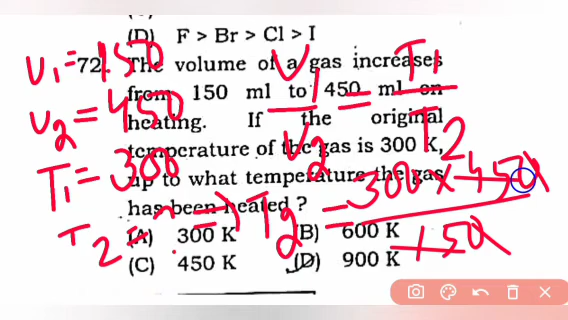 (D) F > Br > Cl > I
72. The volume of a gas increases
from 150 ml to 450 ml on
heating. If the original
temperature of the gas is 300 K,
up to what temperature the gas
has been heated ?
(A) 300 K (B) 600 K
(C) 450 K (D) 900 K
V₁ = 150
V₂ = 450
T₁ = 300
T₂ = ?
V₁ T₁
V₂ T₂
⇒ T₂ = 300 × 450
150